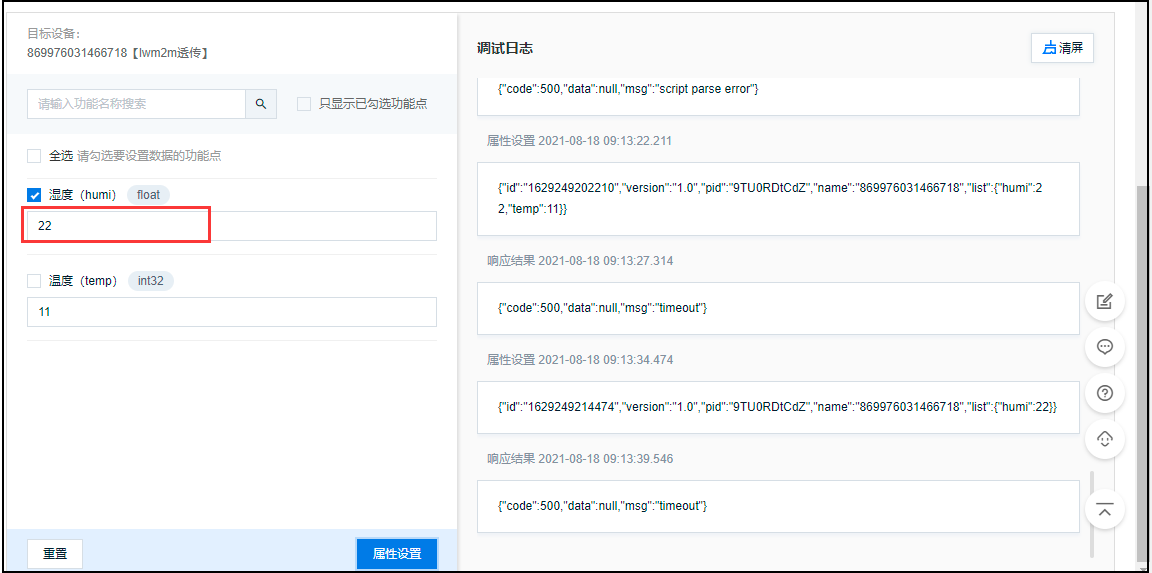 目标设备：
869976031466718【lwm2m透传】
请输入功能名称搜索
只显示已勾选功能点
全选 请勾选要设置数据的功能点
湿度（humi） float
22
温度（temp） int32
11
重置
属性设置
调试日志
清屏
{"code":500,"data":null,"msg":"script parse error"}
属性设置 2021-08-18 09:13:22.211
{"id":"1629249202210","version":"1.0","pid":"9TU0RDtCdZ","name":"869976031466718","list":{"humi":2
2,"temp":11}}
响应结果 2021-08-18 09:13:27.314
{"code":500,"data":null,"msg":"timeout"}
属性设置 2021-08-18 09:13:34.474
{"id":"1629249214474","version":"1.0","pid":"9TU0RDtCdZ","name":"869976031466718","list":{"humi":22}}
响应结果 2021-08-18 09:13:39.546
{"code":500,"data":null,"msg":"timeout"}